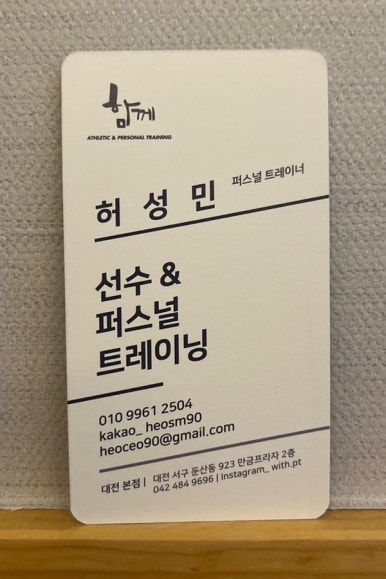 함께
ATHLETIC & PERSONAL TRAINING
허 성 민 퍼스널 트레이너
선수 &
퍼스널
트레이닝
010 9961 2504
kakao_ heosm90
heoceo90@gmail.com
대전 본점 | 대전 서구 둔산동 923 만금프라자 2층
042 484 9696 | Instagram_ with.pt